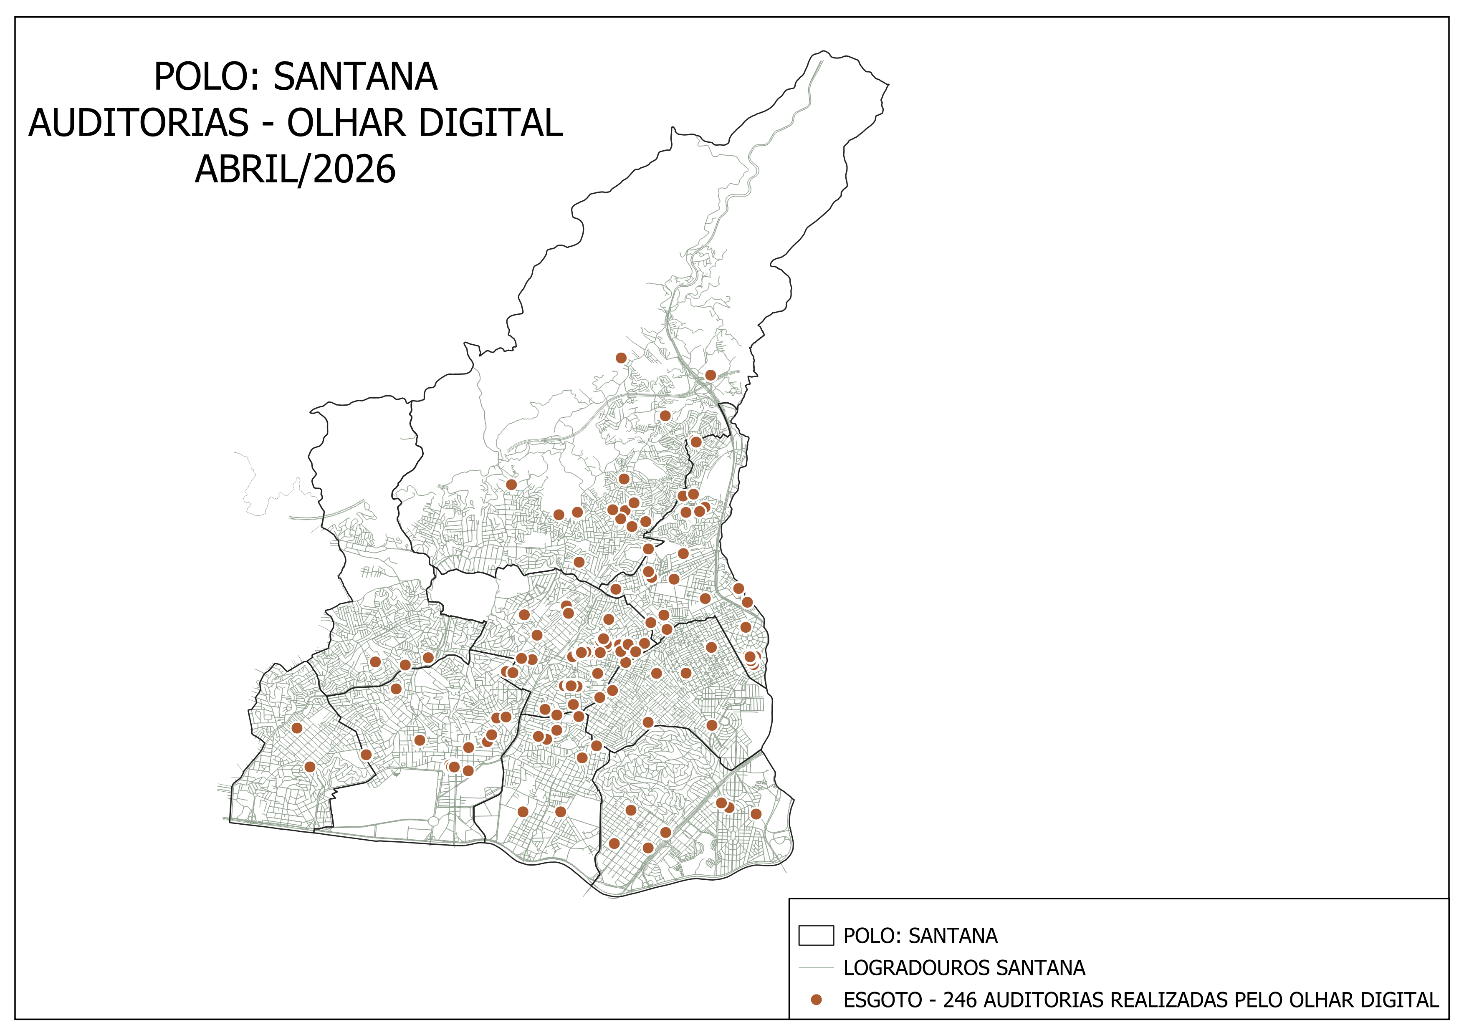 POLO: SANTANA
AUDITORIAS - OLHAR DIGITAL
ABRIL/2026
POLO: SANTANA
LOGRADOUROS SANTANA
ESGOTO - 246 AUDITORIAS REALIZADAS PELO OLHAR DIGITAL